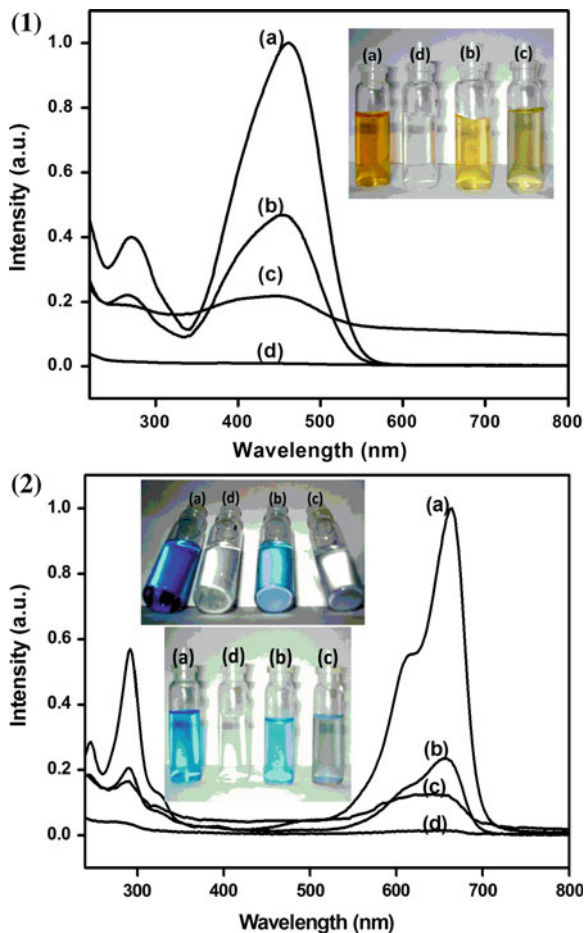 (1)
Intensity (a.u.)
1.0
0.8
0.6
0.4
0.2
0.0
(a)
(b)
(c)
(d)
(a) (d) (b) (c)
300 400 500 600 700 800
Wavelength (nm)
(2)
Intensity (a.u.)
1.0
0.8
0.6
0.4
0.2
0.0
(a) (d) (b) (c)
(a) (d) (b) (c)
(a)
(b)
(c)
(d)
300 400 500 600 700 800
Wavelength (nm)